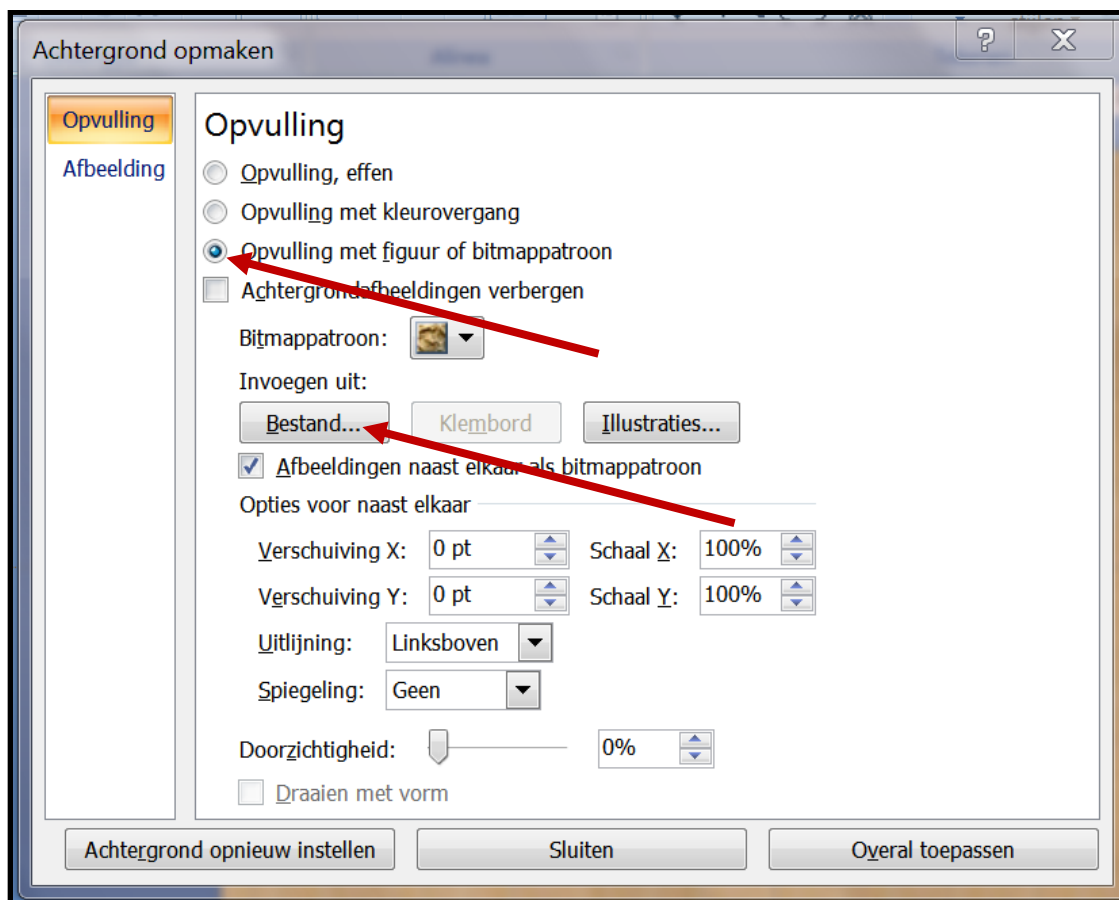 Achtergrond opmaken
Opvulling
Afbeelding
Opvulling
Opvulling, effen
Opvulling met kleurovergang
Opvulling met figuur of bitmappatroon
Achtergrondafbeeldingen verbergen
Bitmappatroon:
Invoegen uit:
Bestand... Klembord Illustraties...
Afbeeldingen naast elkaar als bitmappatroon
Opties voor naast elkaar
Verschuiving X: 0 pt Schaal X: 100%
Verschuiving Y: 0 pt Schaal Y: 100%
Uitlijning: Linksboven
Spiegeling: Geen
Doorzichtigheid: 0%
Draaien met vorm
Achtergrond opnieuw instellen Sluiten Overal toepassen